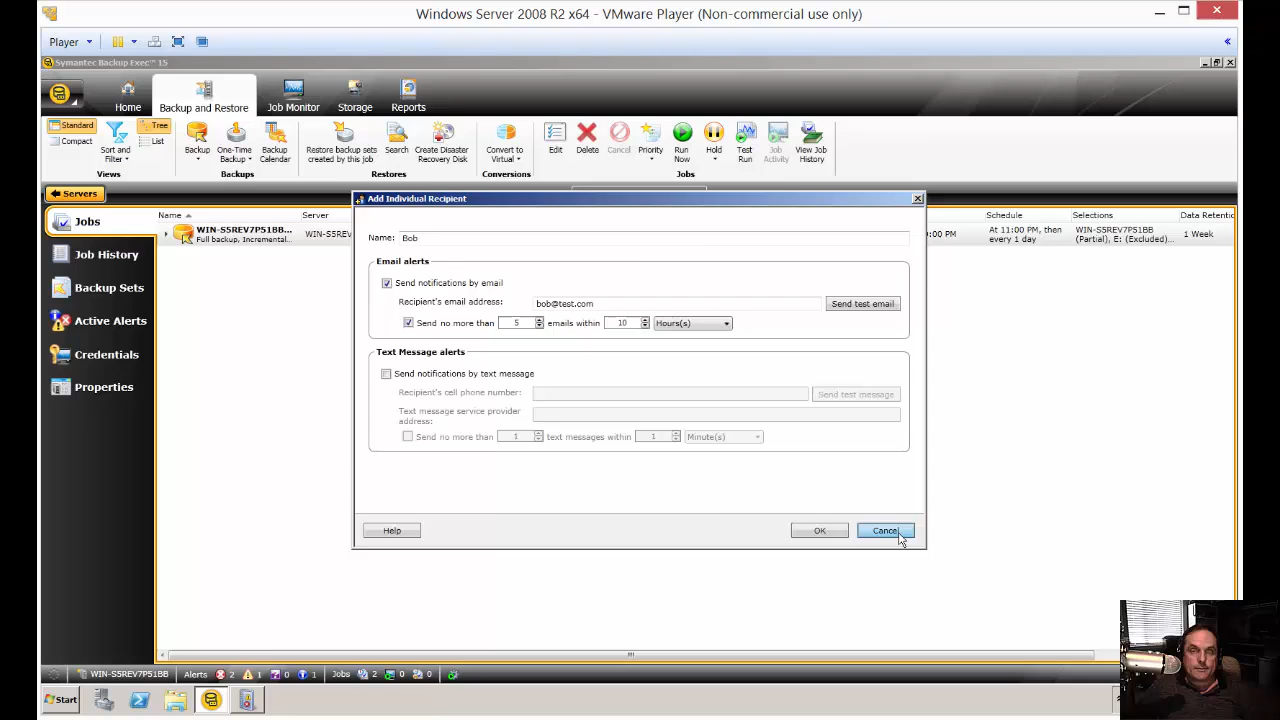 Windows Server 2008 R2 x64 - VMware Player (Non-commercial use only)
Player
Symantec Backup Exec™ 15
Home
Backup and Restore
Job Monitor
Storage
Reports
Standard
Compact
Sort and
Filter
Tree
List
Backup
One-Time
Backup
Backup
Calendar
Restore backup sets
created by this job
Search
Create Disaster
Recovery Disk
Convert to
Virtual
Edit
Delete
Cancel
Priority
Run
Now
Hold
Test
Run
Job
Activity
View Job
History
Views
Backups
Restores
Conversions
Jobs
Servers
Add Individual Recipient
Jobs
Job History
Backup Sets
Active Alerts
Credentials
Properties
Name
Server
Schedule
Selections
Data Retenti
WIN-S5REV7P51BB...
Full backup, Incremental...
WIN-S5REV
:00 PM
At 11:00 PM, then
every 1 day
WIN-S5REV7P51BB
(Partial), E: (Excluded)...
1 Week
Name: Bob
Email alerts
Send notifications by email
Recipient's email address: bob@test.com Send test email
Send no more than 5 emails within 10 Hours(s)
Text Message alerts
Send notifications by text message
Recipient's cell phone number: Send test message
Text message service provider
address:
Send no more than 1 text messages within 1 Minute(s)
Help OK Cancel
WIN-S5REV7P51BB Alerts 2 1 0 1 Jobs 2 0 0
Start